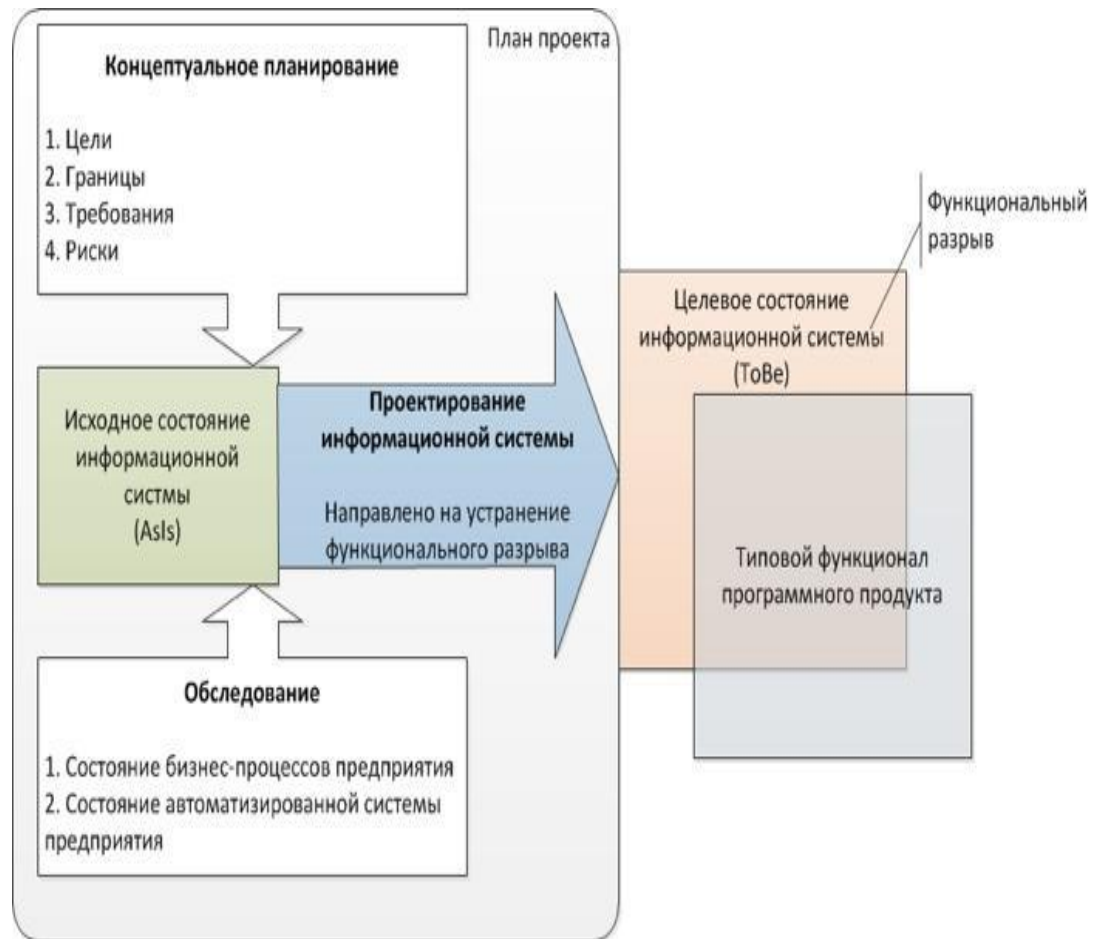 План проекта
Концептуальное планирование
1. Цели
2. Границы
3. Требования
4. Риски
Исходное состояние
информационной
систмы
(AsIs)
Проектирование
информационной системы
Направлено на устранение
функционального разрыва
Обследование
1. Состояние бизнес-процессов предприятия
2. Состояние автоматизированной системы
предприятия
Функциональный
разрыв
Целевое состояние
информационной системы
(ToBe)
Типовой функционал
программного продукта